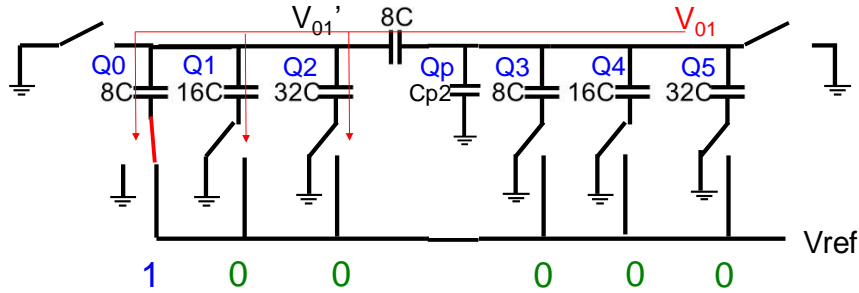 V01’ 8C V01
Q0 Q1 Q2 Qp Q3 Q4 Q5
8C 16C 32C Cp2 8C 16C 32C
Vref
1 0 0 0 0 0